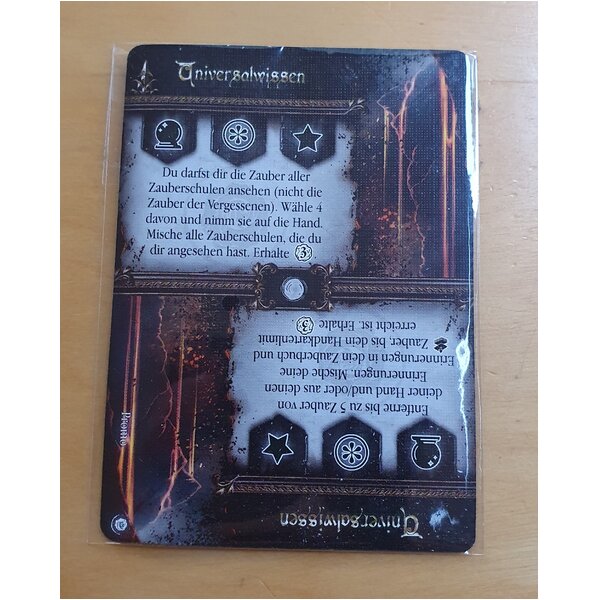 Universalwissen
Du darfst dir die Zauber aller
Zauberschulen ansehen (nicht die
Zauber der Vergessenen). Wähle 4
davon und nimm sie auf die Hand.
Mische alle Zauberschulen, die du
dir angesehen hast. Erhalte 3.
Universalwissen
Entferne bis zu 5 Zauber von
deiner Hand und/oder aus deinen
Erinnerungen. Mische deine
Erinnerungen in dein Zauberbuch und
Zauber, bis dein Handkartenlimit
erreicht ist. Erhalte 3.
Promo